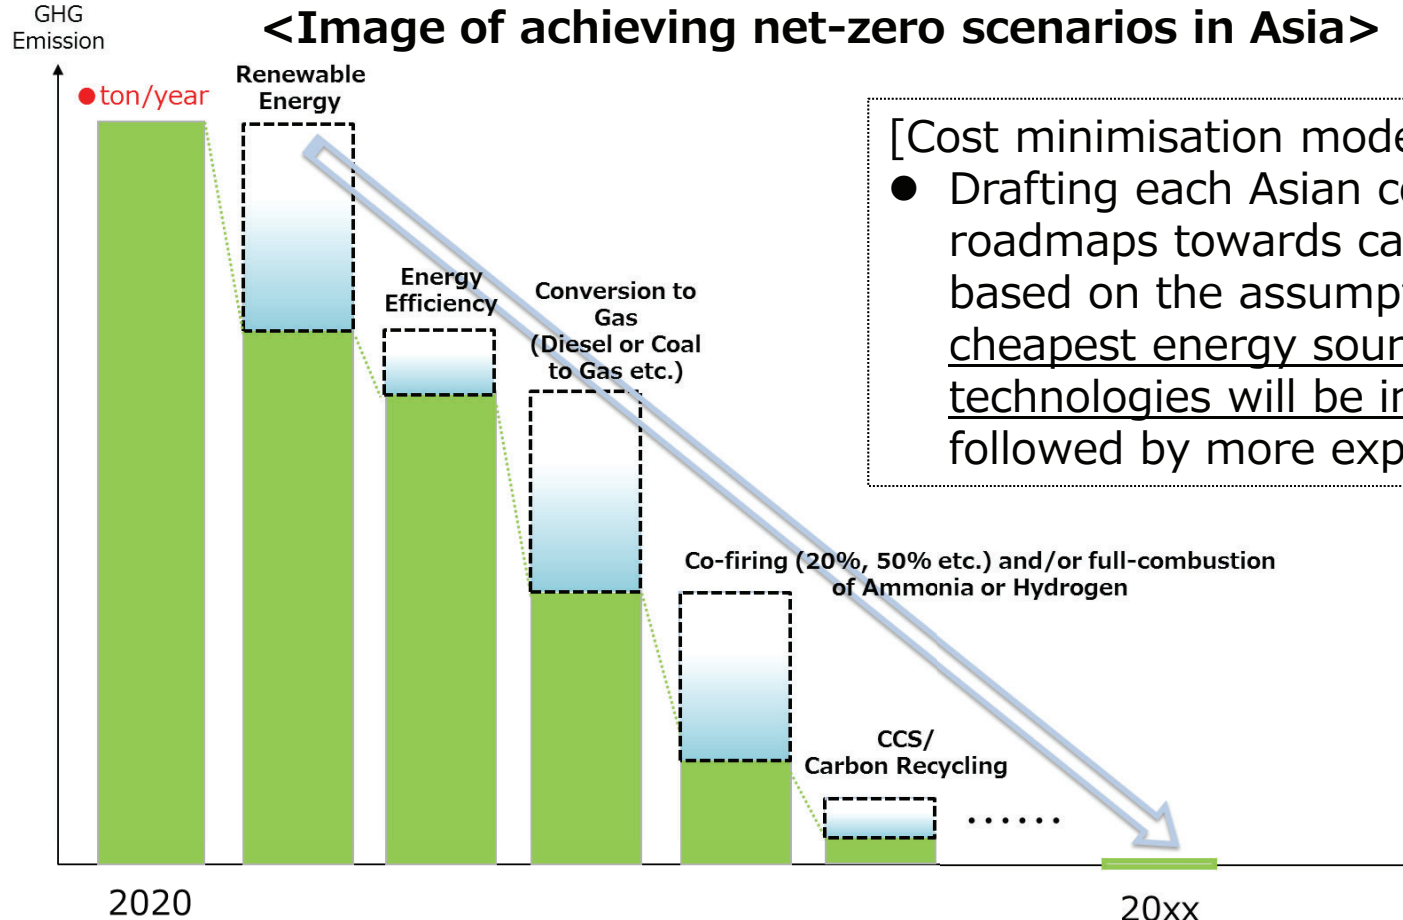 GHG
Emission
<Image of achieving net-zero scenarios in Asia>
● ton/year
Renewable
Energy
[Cost minimisation mode
● Drafting each Asian co
roadmaps towards ca
based on the assump
cheapest energy sour
technologies will be i
followed by more exp
Energy
Efficiency
Conversion to
Gas
(Diesel or Coal
to Gas etc.)
Co-firing (20%, 50% etc.) and/or full-combustion
of Ammonia or Hydrogen
CCS/
Carbon Recycling
......
2020
20xx